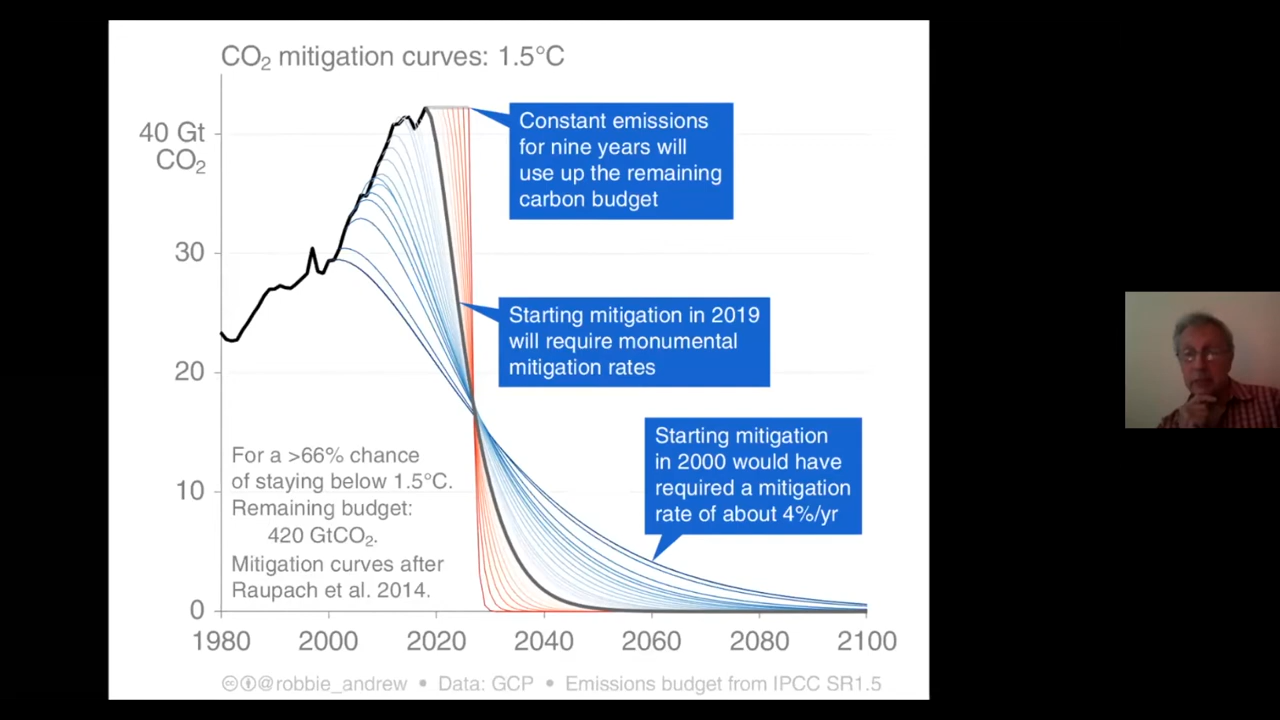 CO₂ mitigation curves: 1.5°C
40 Gt
CO₂
30
20
10
0
Constant emissions
for nine years will
use up the remaining
carbon budget
Starting mitigation in 2019
will require monumental
mitigation rates
Starting mitigation
in 2000 would have
required a mitigation
rate of about 4%/yr
For a >66% chance
of staying below 1.5°C.
Remaining budget:
420 GtCO₂.
Mitigation curves after
Raupach et al. 2014.
1980 2000 2020 2040 2060 2080 2100
@robbie_andrew • Data: GCP • Emissions budget from IPCC SR1.5